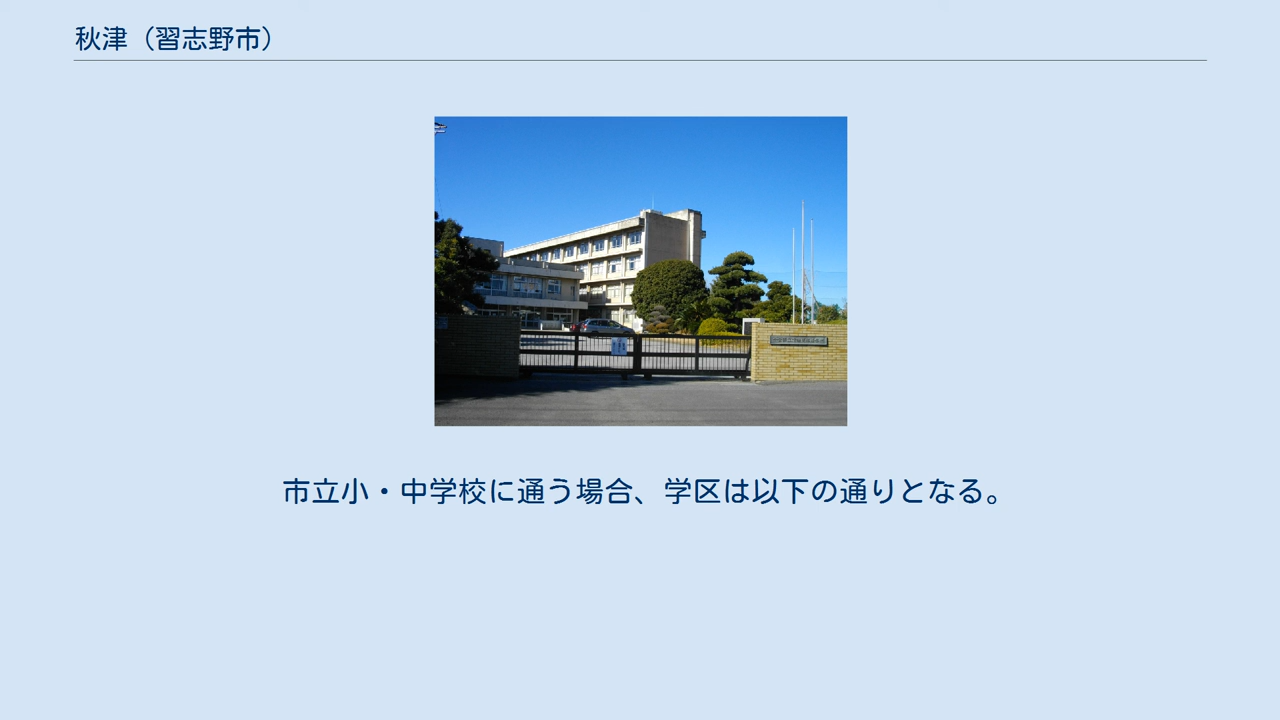 秋津（習志野市）
市立小・中学校に通う場合、学区は以下の通りとなる。